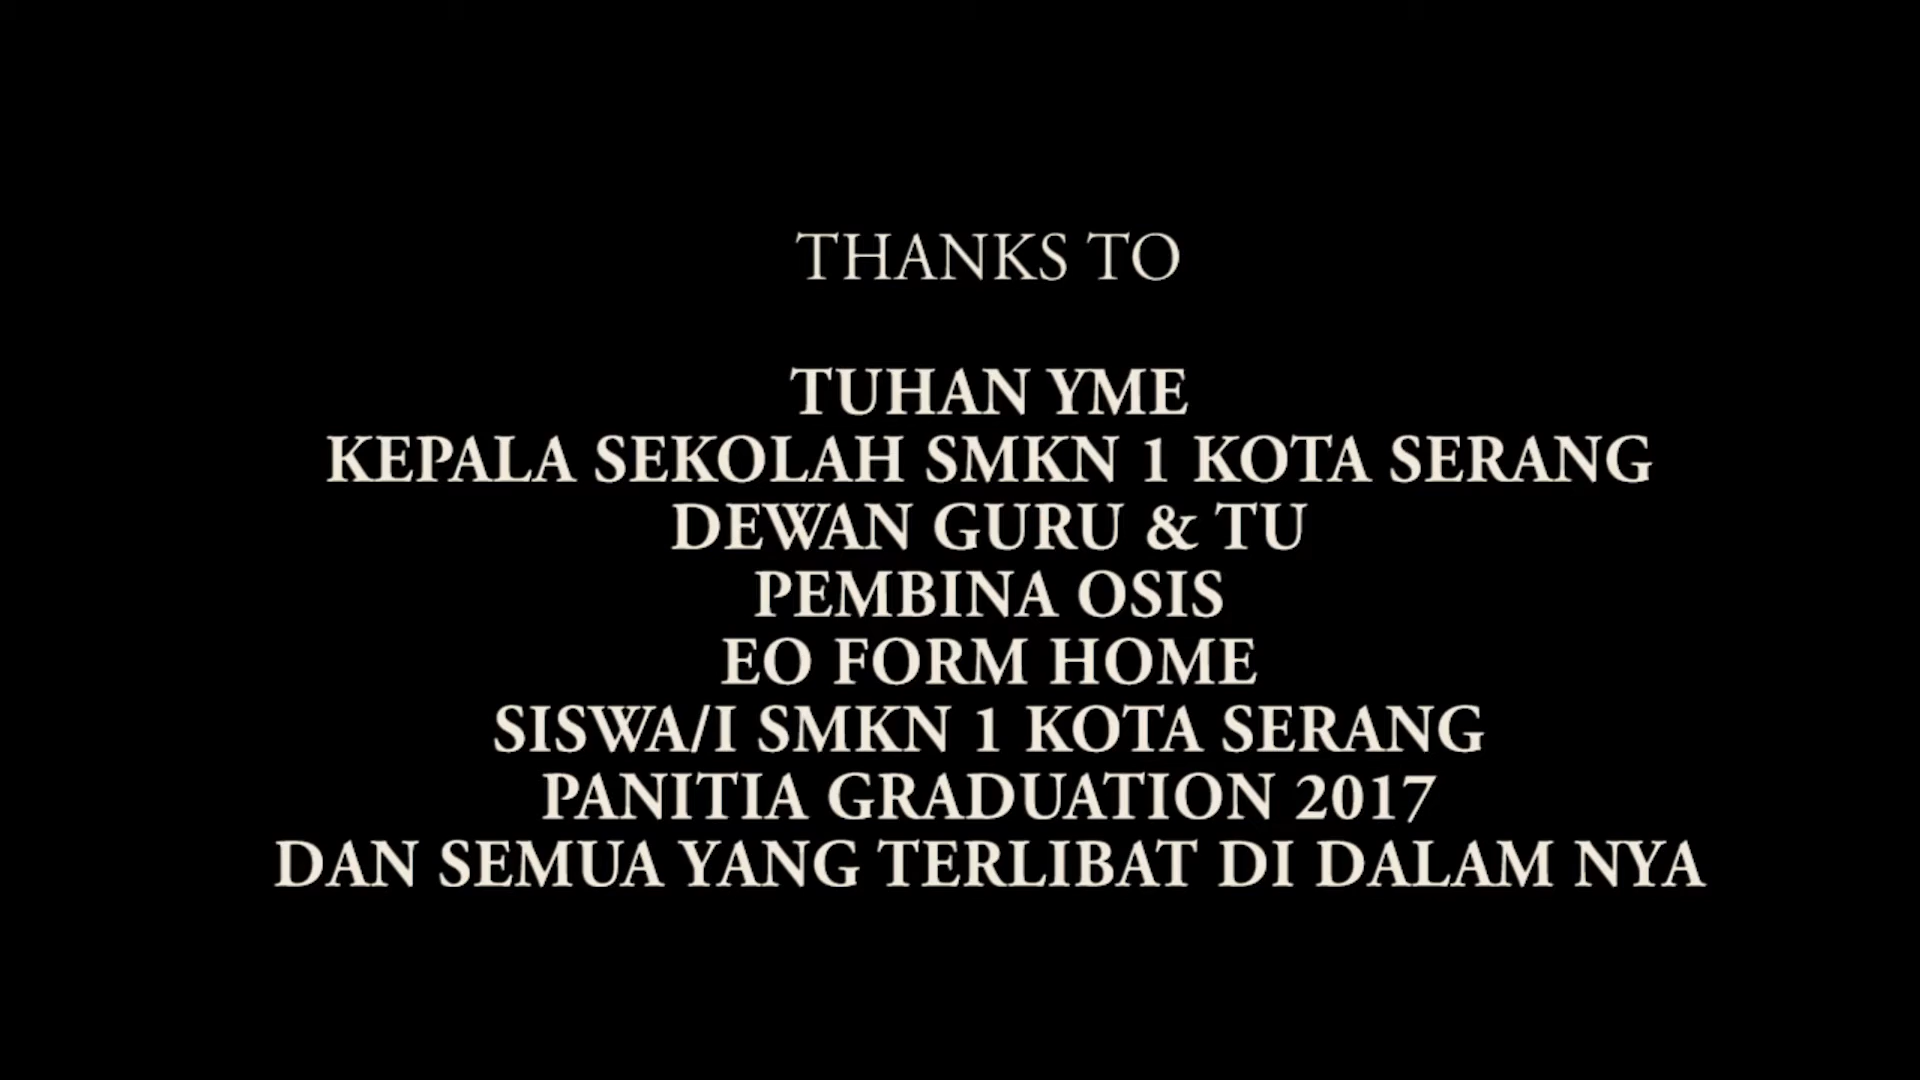 THANKS TO
TUHAN YME
KEPALA SEKOLAH SMKN 1 KOTA SERANG
DEWAN GURU & TU
PEMBINA OSIS
EO FORM HOME
SISWA/I SMKN 1 KOTA SERANG
PANITIA GRADUATION 2017
DAN SEMUA YANG TERLIBAT DI DALAM NYA